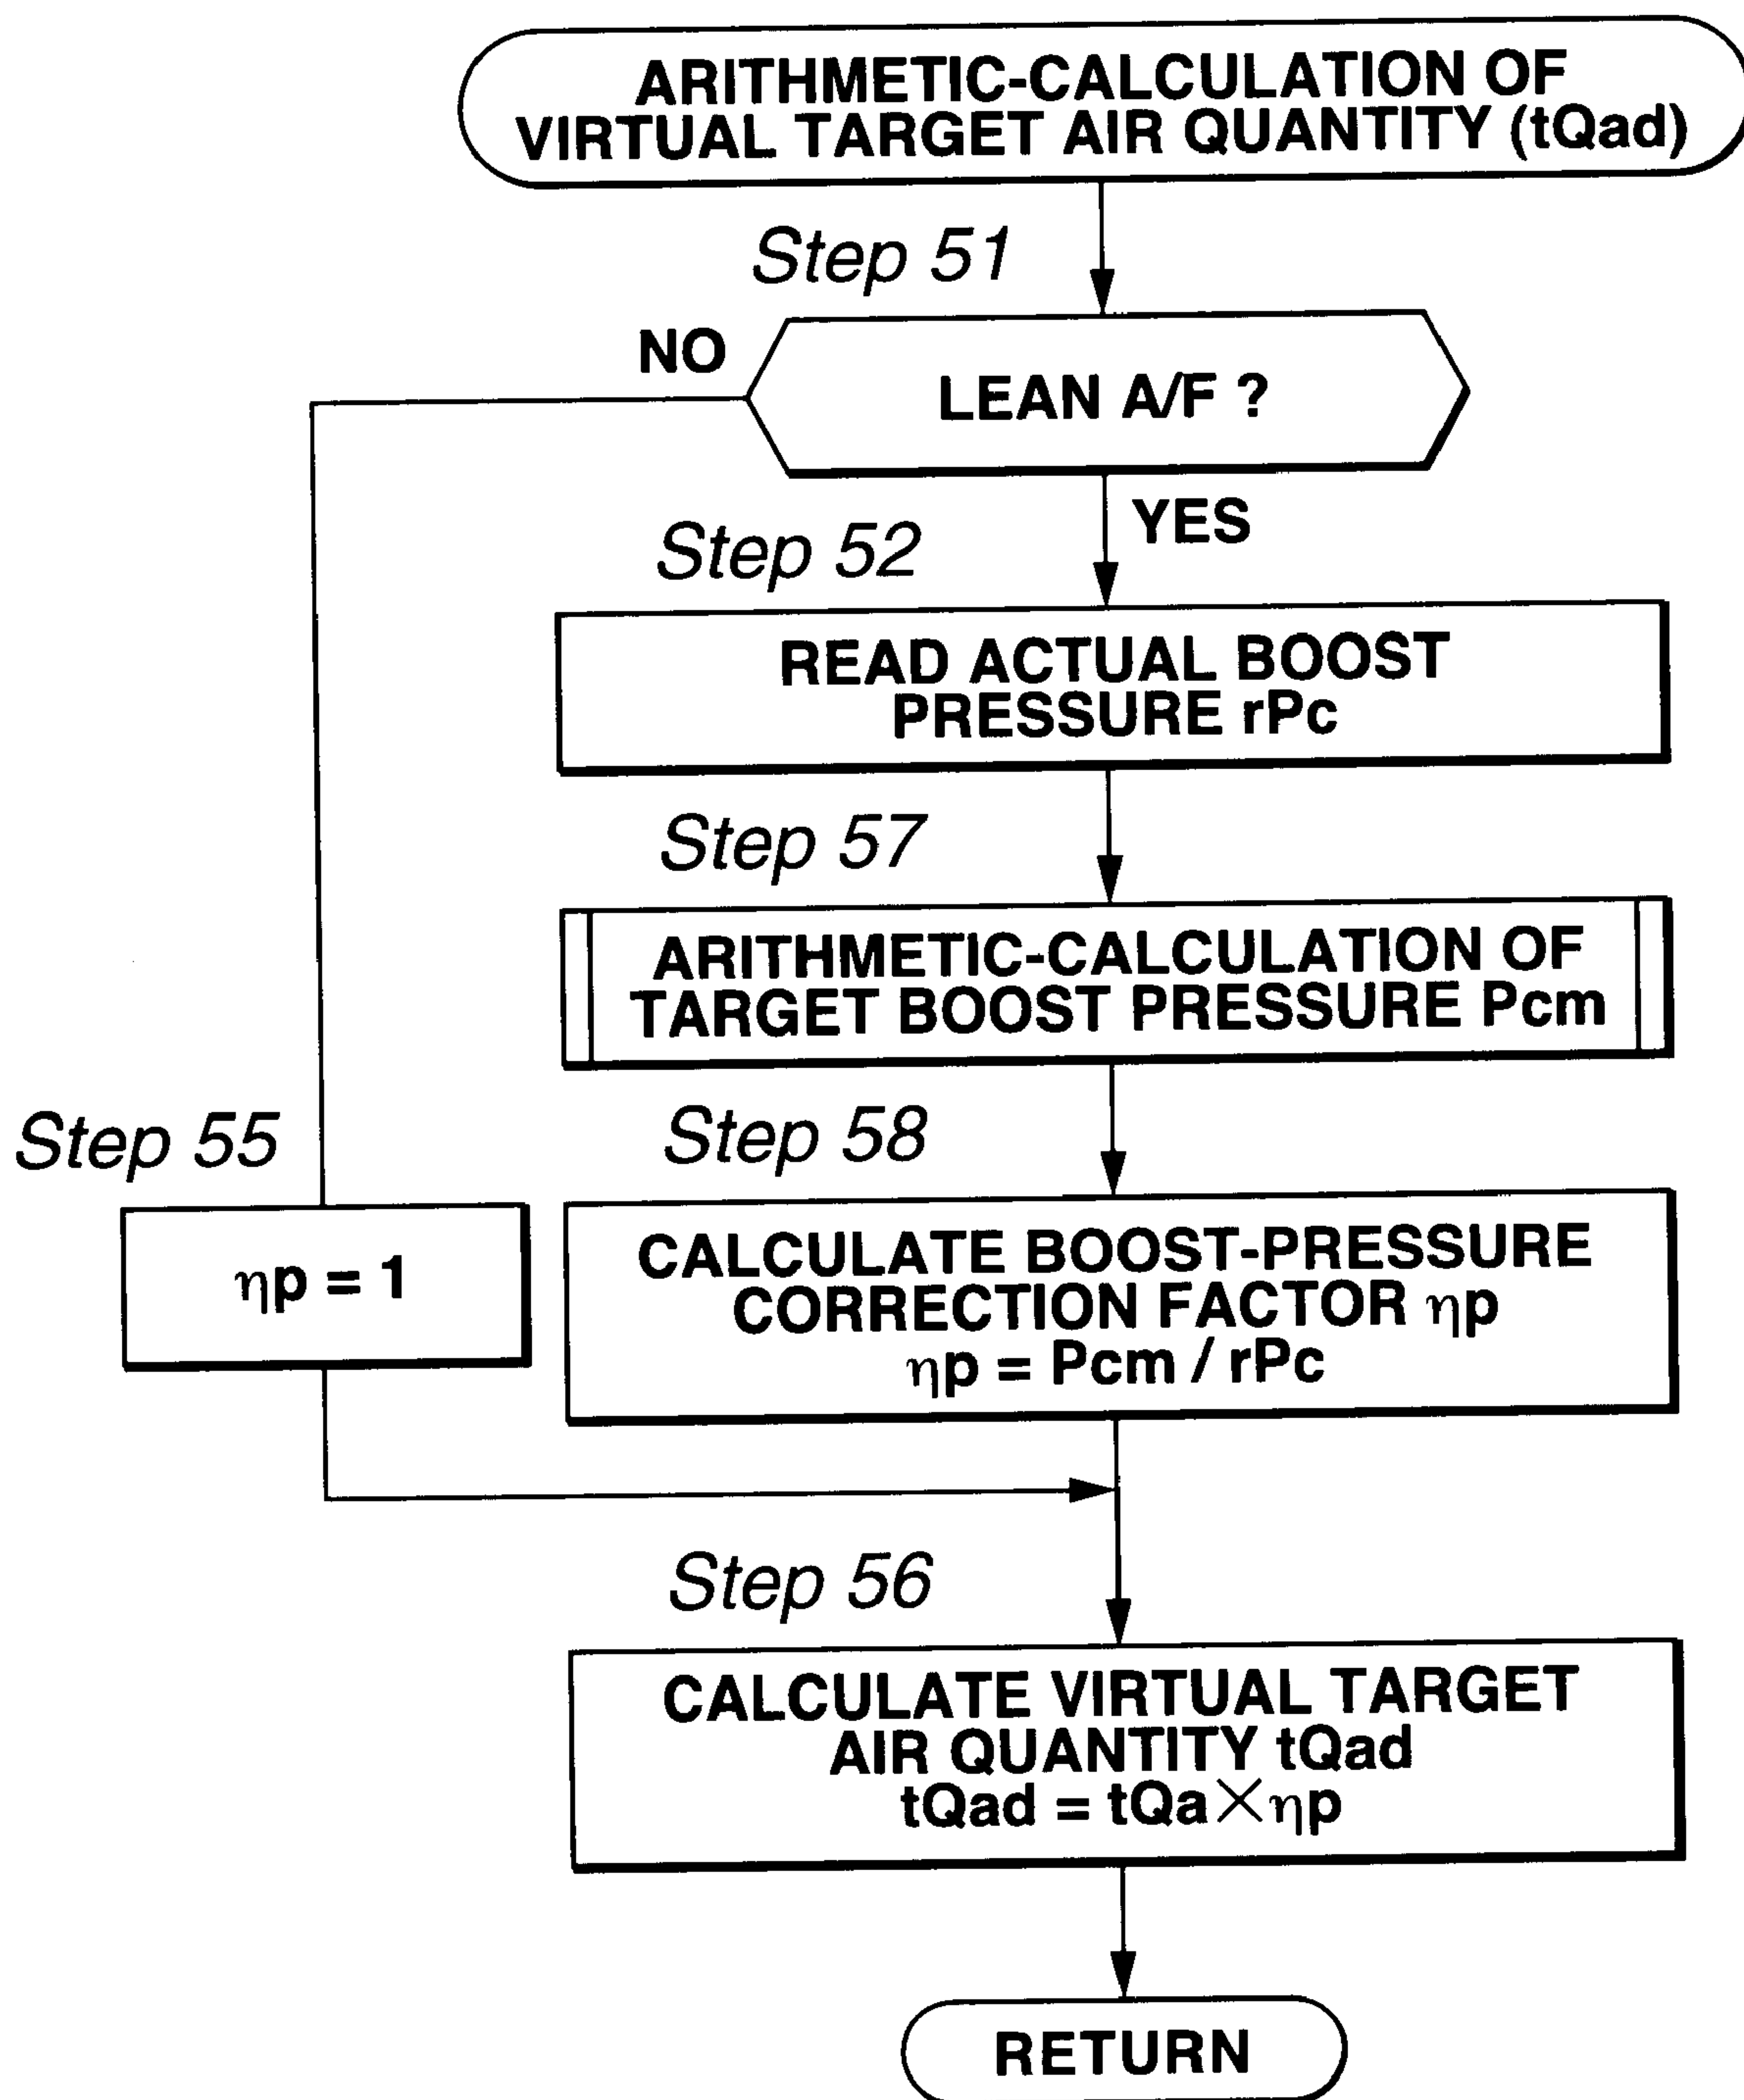 ARITHMETIC-CALCULATION OF
VIRTUAL TARGET AIR QUANTITY (tQad)
Step 51
NO
LEAN A/F ?
YES
Step 52
READ ACTUAL BOOST
PRESSURE rPc
Step 57
ARITHMETIC-CALCULATION OF
TARGET BOOST PRESSURE Pcm
Step 55
ηp = 1
Step 58
CALCULATE BOOST-PRESSURE
CORRECTION FACTOR ηp
ηp = Pcm / rPc
Step 56
CALCULATE VIRTUAL TARGET
AIR QUANTITY tQad
tQad = tQa×ηp
RETURN